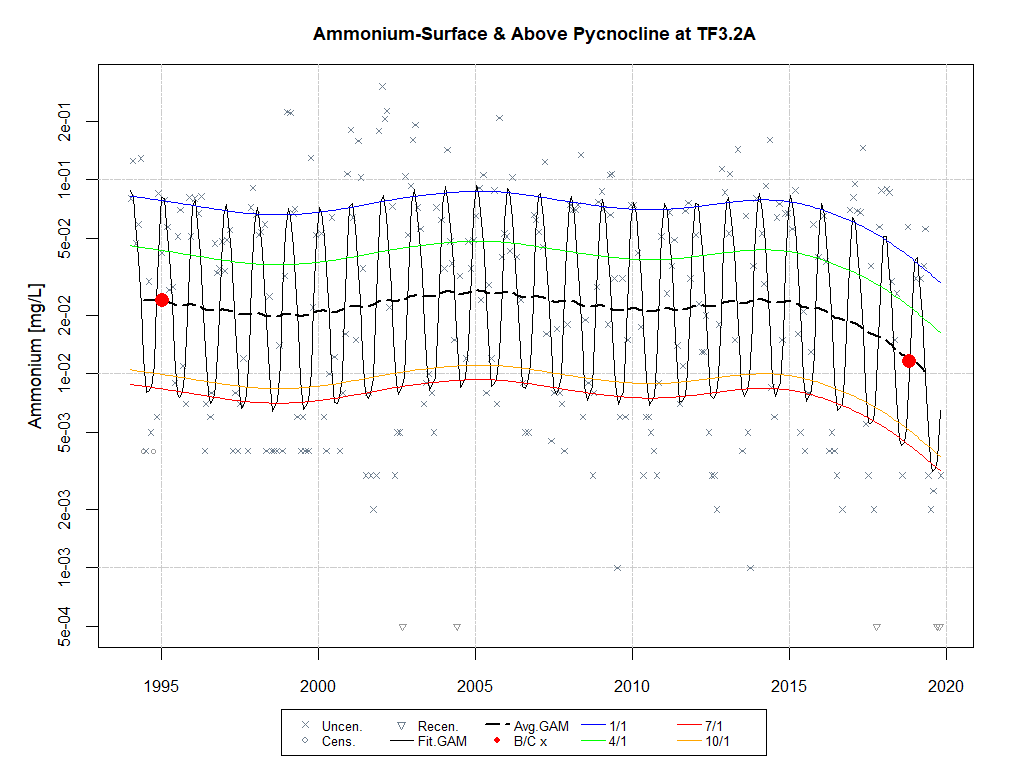 Ammonium-Surface & Above Pycnocline at TF3.2A
Ammonium [mg/L]
2e-01
1e-01
6e-02
5e-02
2e-02
1e-02
5e-03
2e-03
1e-03
5e-04
1995
2000
2005
2010
2015
2020
Uncen.
Recen.
Avg.GAM
1/1
7/1
Cens.
Fit.GAM
B/C x
4/1
10/1